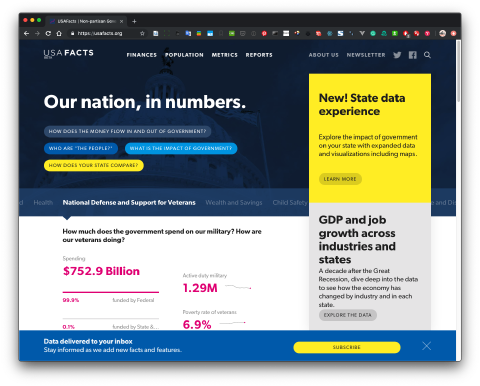 USAFacts | Non-partisan Gov
https://usafacts.org
USAFACTS
BETA
FINANCES POPULATION METRICS REPORTS
ABOUT US NEWSLETTER
Our nation, in numbers.
HOW DOES THE MONEY FLOW IN AND OUT OF GOVERNMENT?
WHO ARE "THE PEOPLE?"
WHAT IS THE IMPACT OF GOVERNMENT?
HOW DOES YOUR STATE COMPARE?
New! State data
experience
Explore the impact of government
on your state with expanded data
and visualizations including maps.
LEARN MORE
Health National Defense and Support for Veterans Wealth and Savings Child Safety
GDP and job
growth across
industries and
states
A decade after the Great
Recession, dive deep into the data
to see how the economy has
changed by industry and in each
state.
EXPLORE THE DATA
How much does the government spend on our military? How are
our veterans doing?
Spending
$752.9 Billion
99.9% funded by Federal
0.1% funded by State &...
Active duty military
1.29M
Poverty rate of veterans
6.9%
Data delivered to your inbox
Stay informed as we add new facts and features.
SUBSCRIBE